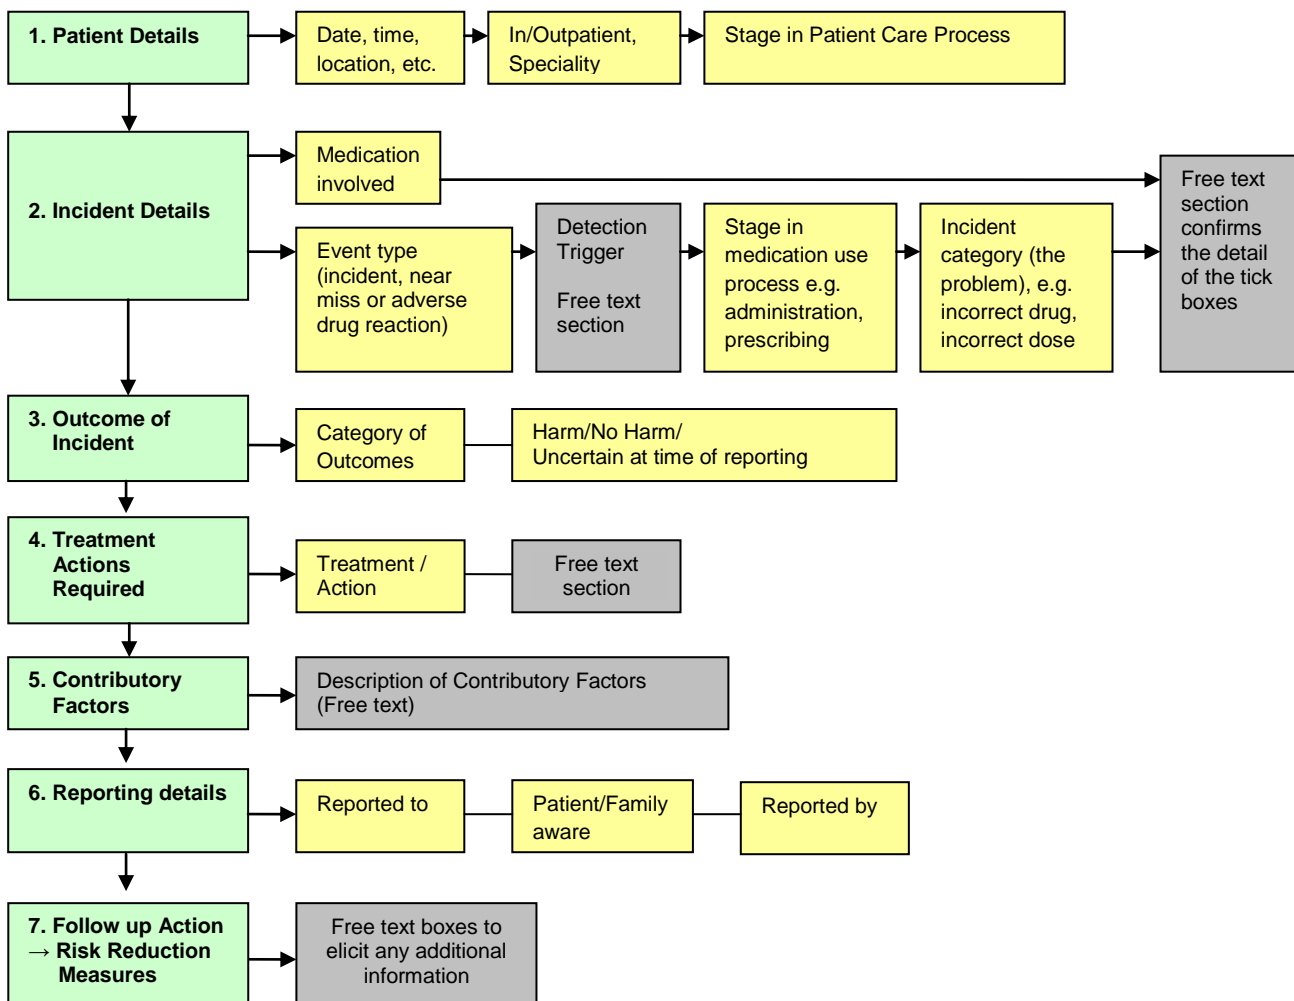 1. Patient Details
Date, time,
location, etc.
In/Outpatient,
Speciality
Stage in Patient Care Process
2. Incident Details
Medication
involved
Event type
(incident, near
miss or adverse
drug reaction)
Detection
Trigger
Free text
section
Stage in
medication use
process e.g.
administration,
prescribing
Incident
category (the
problem), e.g.
incorrect drug,
incorrect dose
Free text
section
confirms
the detail
of the tick
boxes
3. Outcome of
Incident
Category of
Outcomes
Harm/No Harm/
Uncertain at time of reporting
4. Treatment
Actions
Required
Treatment /
Action
Free text
section
5. Contributory
Factors
Description of Contributory Factors
(Free text)
6. Reporting details
Reported to
Patient/Family
aware
Reported by
7. Follow up Action
→ Risk Reduction
Measures
Free text boxes to
elicit any additional
information